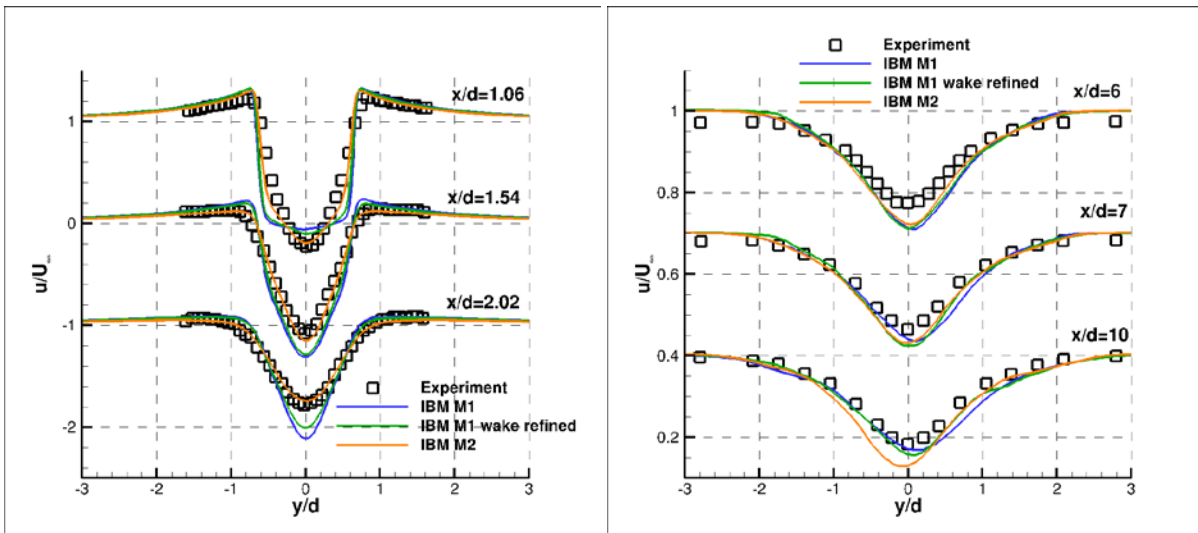 x/d=1.06
1
x/d=1.54
0
u/U∞
-1
x/d=2.02
-2
Experiment
IBM M1
IBM M1 wake refined
IBM M2
-3 -2 -1 0 1 2 3
y/d
Experiment
IBM M1
IBM M1 wake refined
IBM M2
x/d=6
1
0.8
x/d=7
u/U∞
0.6
x/d=10
0.4
0.2
-3 -2 -1 0 1 2 3
y/d